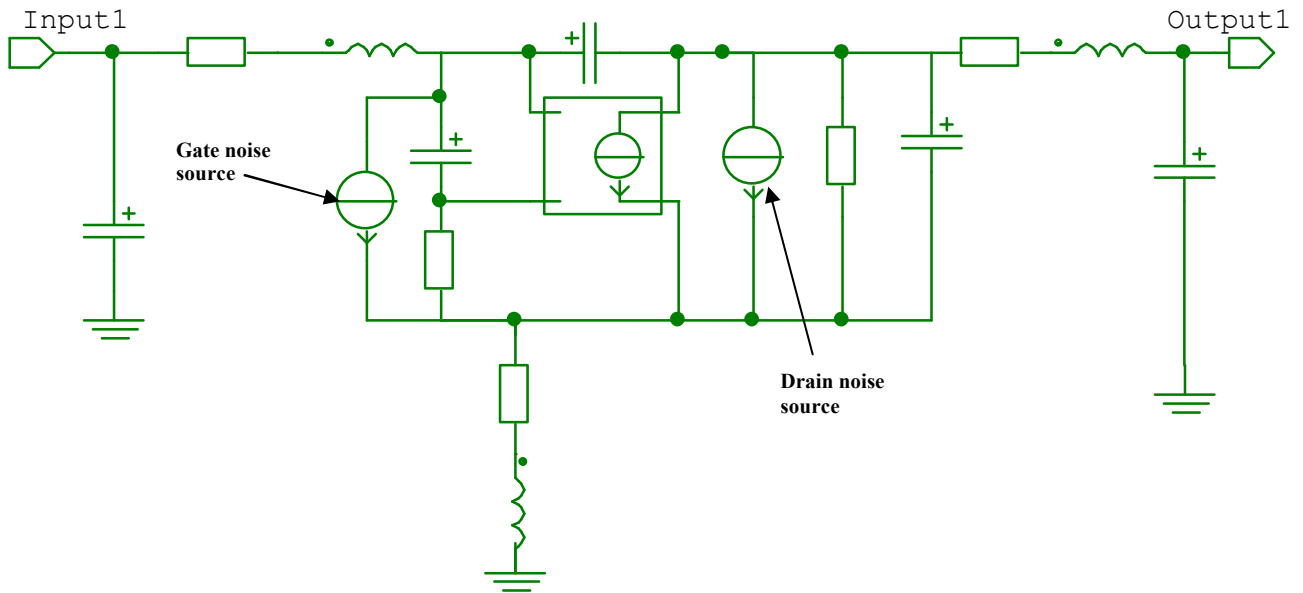 Input1
Output1
Gate noise
source
Drain noise
source